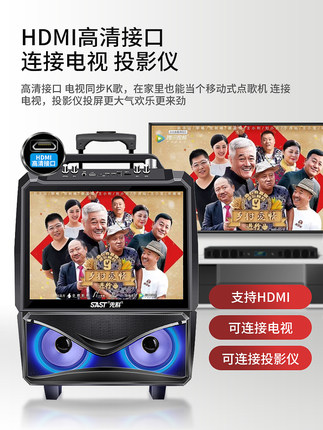 HDMI高清接口
连接电视 投影仪
高清接口 电视同步K歌，在家里也能当个移动式点歌机 连接
电视，投影仪投屏更大气欢乐更来劲
HDMI
高清接口
SAST 先科
支持HDMI
可连接电视
可连接投影仪